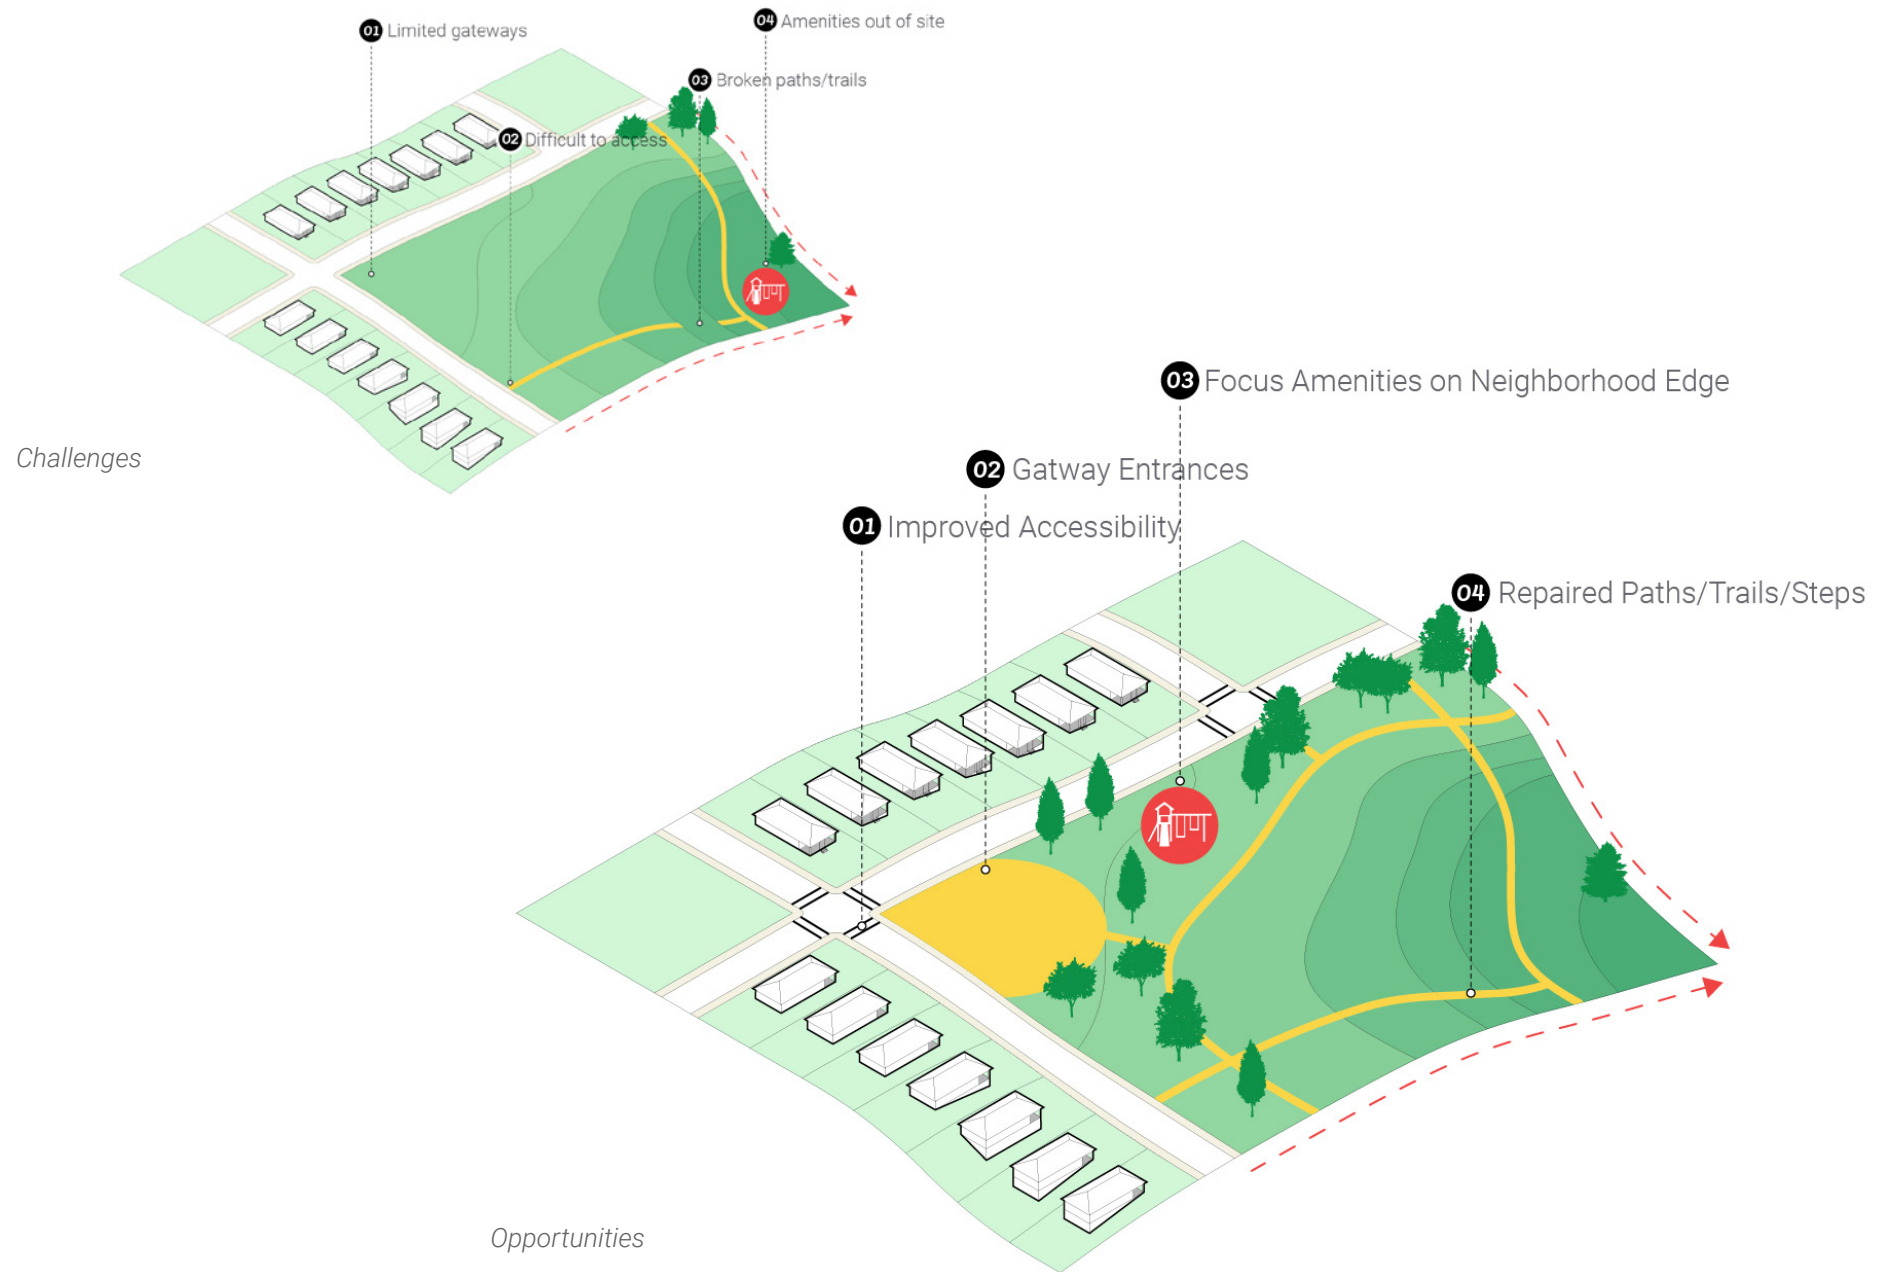 01 Limited gateways
04 Amenities out of site
03 Broken paths/trails
02 Difficult to access
Challenges
03 Focus Amenities on Neighborhood Edge
02 Gatway Entrances
01 Improved Accessibility
04 Repaired Paths/Trails/Steps
Opportunities